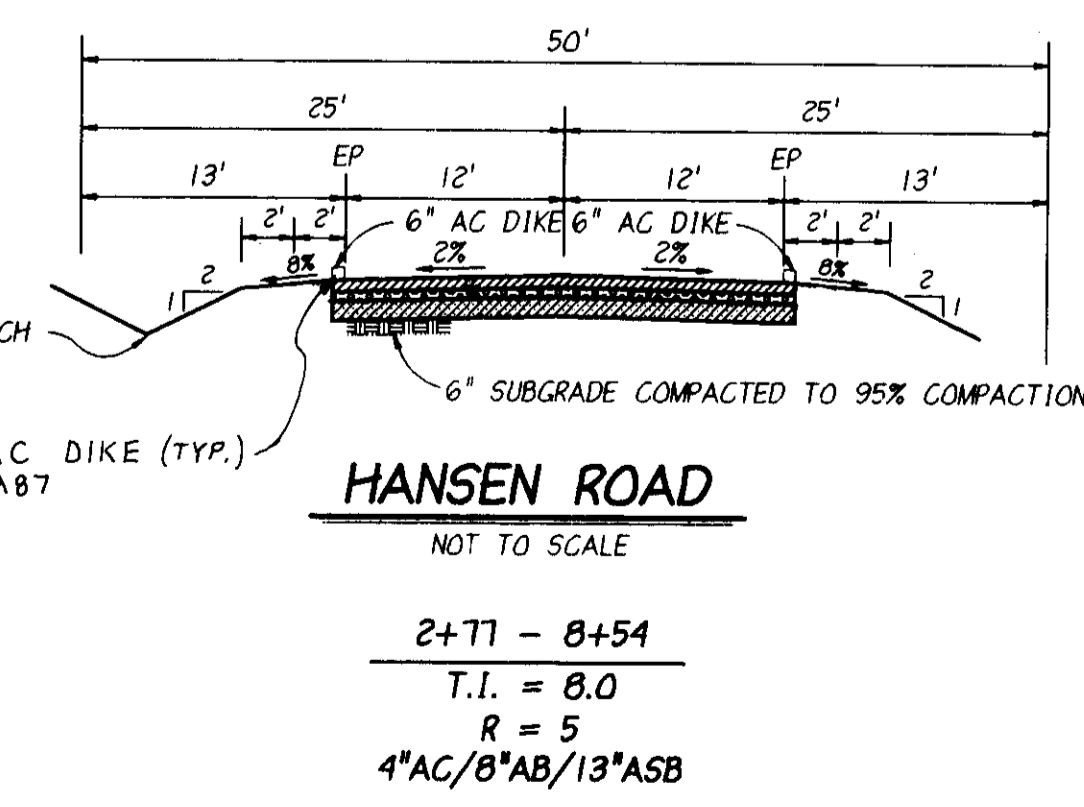 50'
25' 25'
EP EP
13' 12' 12' 13'
2' 2' 6" AC DIKE 6" AC DIKE 2' 2'
8% 2% 2% 8%
2 2
1 1
CH
6" SUBGRADE COMPACTED TO 95% COMPACTION
C DIKE (TYP.)
A87
HANSEN ROAD
NOT TO SCALE
2+77 - 8+54
T.I. = 8.0
R = 5
4"AC/8"AB/13"ASB